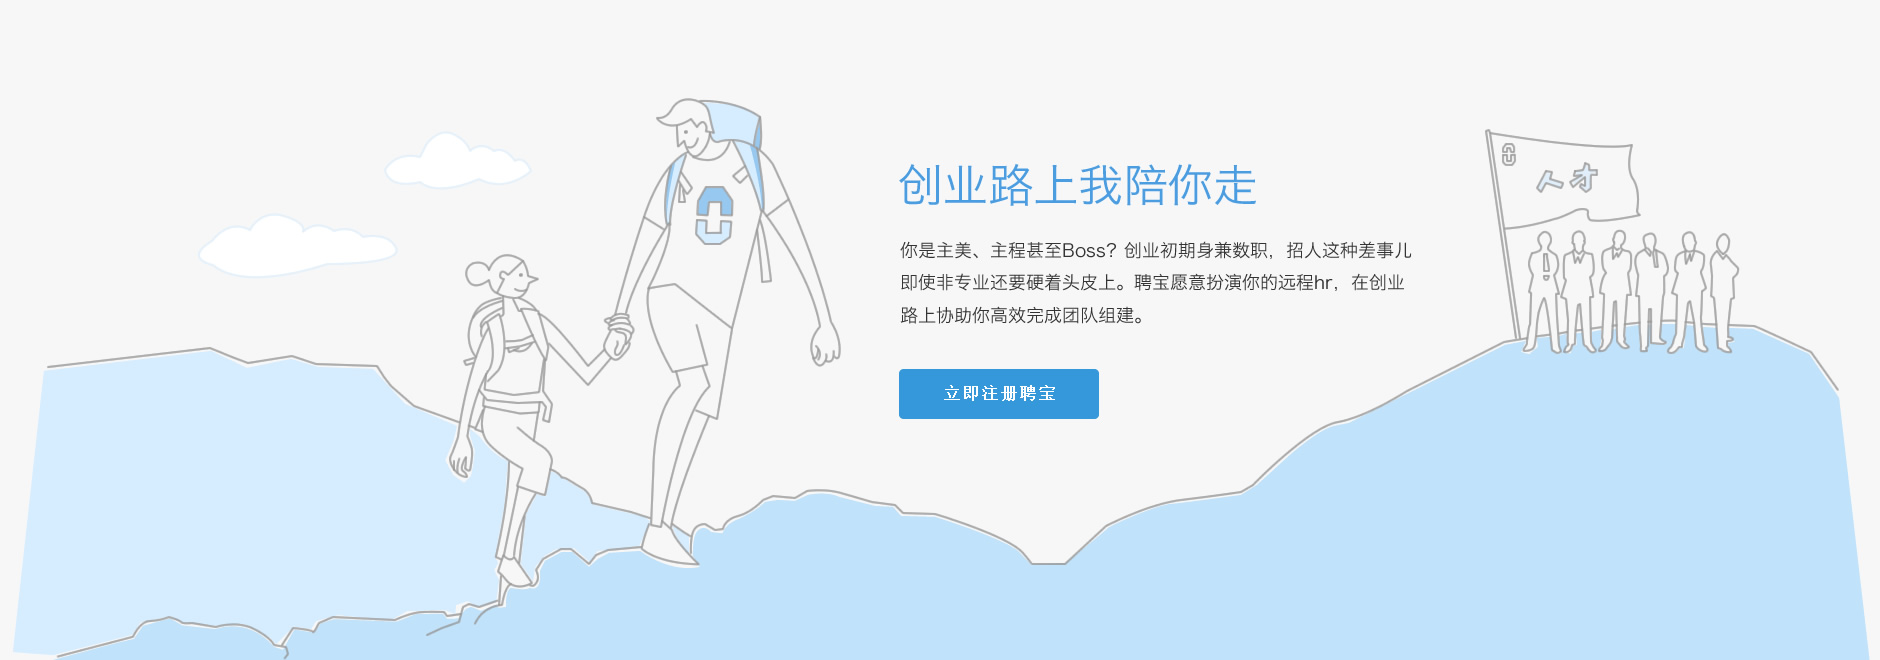 创业路上我陪你走
你是主美、主程甚至Boss？创业初期身兼数职，招人这种差事儿
即使非专业还要硬着头皮上。聘宝愿意扮演你的远程hr，在创业
路上协助你高效完成团队组建。
立即注册聘宝
人才